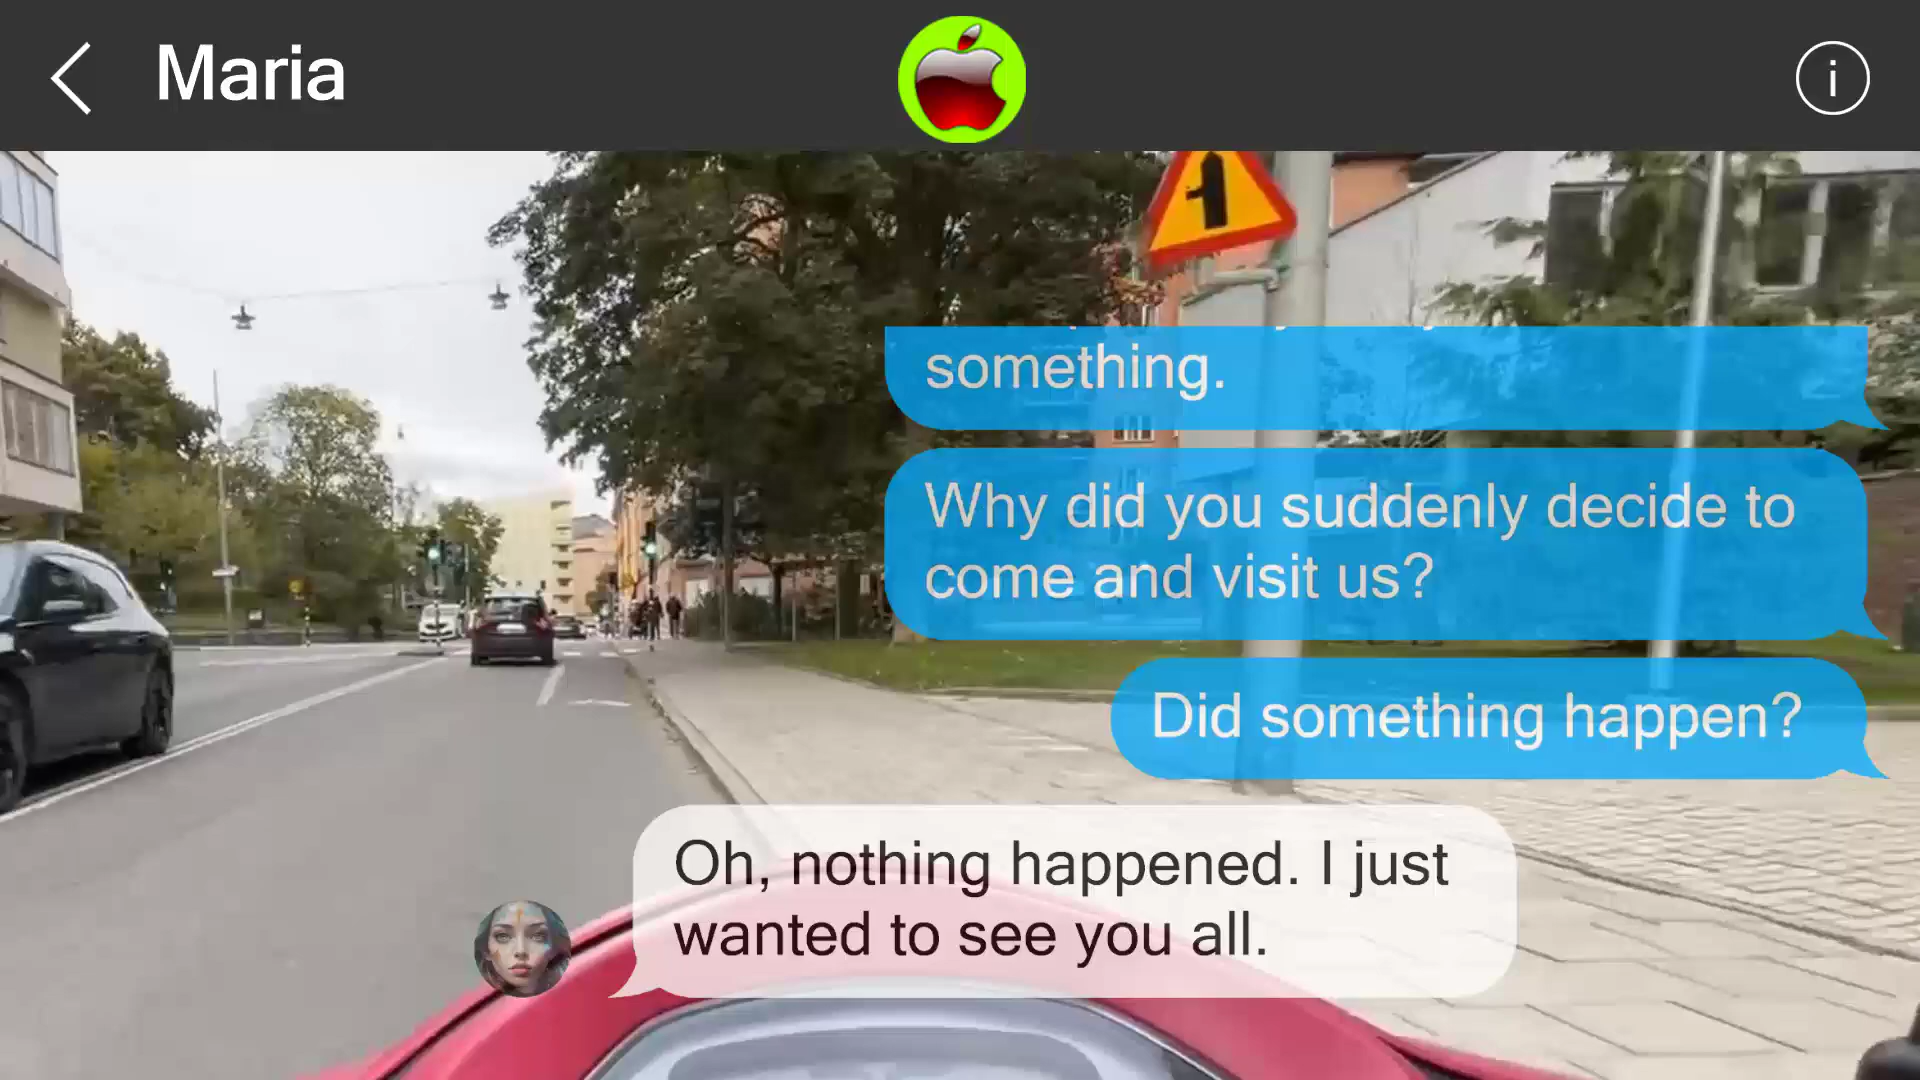 Maria
something.
Why did you suddenly decide to
come and visit us?
Did something happen?
Oh, nothing happened. I just
wanted to see you all.